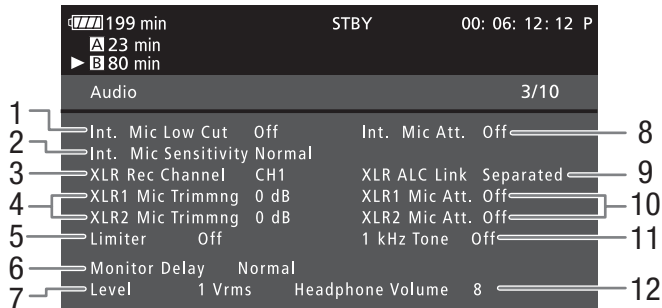 199 min STBY 00: 06: 12: 12 P
A 23 min
B 80 min
Audio 3/10
1 Int. Mic Low Cut Off Int. Mic Att. Off 8
2 Int. Mic Sensitivity Normal
3 XLR Rec Channel CH1 XLR ALC Link Separated 9
4 XLR1 Mic Trimmng 0 dB XLR1 Mic Att. Off 10
XLR2 Mic Trimmng 0 dB XLR2 Mic Att. Off
5 Limiter Off 1 kHz Tone Off 11
6 Monitor Delay Normal
7 Level 1 Vrms Headphone Volume 8 12